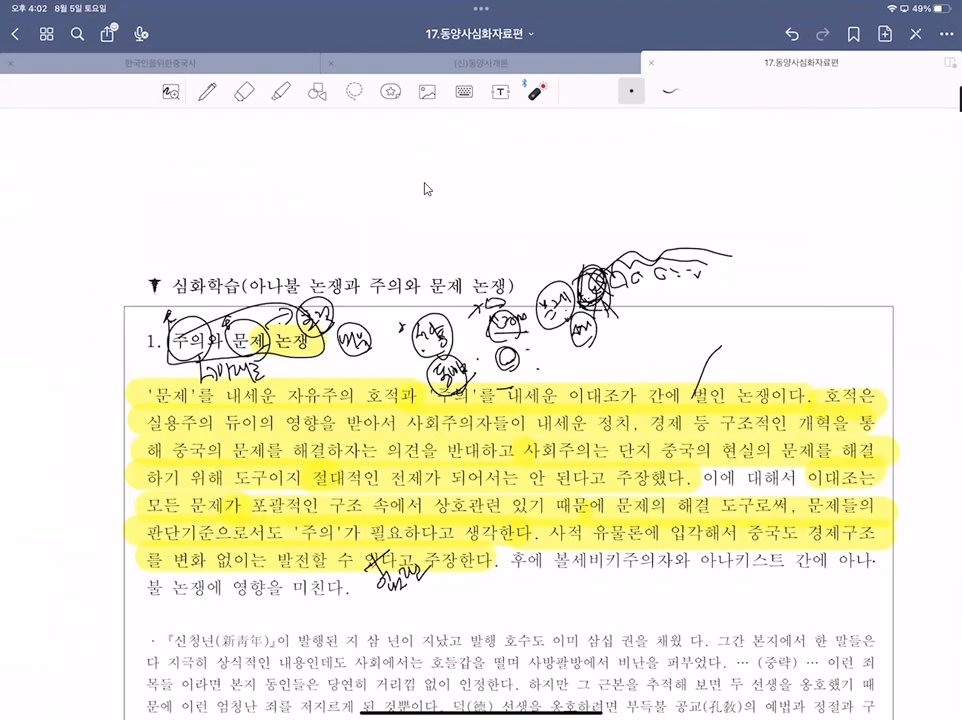 오후 4:02 8월 5일 토요일
49%
17.동양사심화자료편
한국인을위한중국사
(신)동양사개론
17.동양사심화자료편
▼ 심화학습(아나불 논쟁과 주의와 문제 논쟁)
1. 주의와 문제 논쟁
'문제'를 내세운 자유주의 호적과 '주의'를 내세운 이대조가 간에 벌인 논쟁이다. 호적은
실용주의 듀이의 영향을 받아서 사회주의자들이 내세운 정치, 경제 등 구조적인 개혁을 통
해 중국의 문제를 해결하자는 의견을 반대하고 사회주의는 단지 중국의 현실의 문제를 해결
하기 위해 도구이지 절대적인 전제가 되어서는 안 된다고 주장했다. 이에 대해서 이대조는
모든 문제가 포괄적인 구조 속에서 상호관련 있기 때문에 문제의 해결 도구로써, 문제들의
판단기준으로서도 '주의'가 필요하다고 생각한다. 사적 유물론에 입각해서 중국도 경제구조
를 변화 없이는 발전할 수 없다고 주장한다. 후에 볼세비키주의자와 아나키스트 간에 아나·
불 논쟁에 영향을 미친다.
· 『신청년(新靑年)』이 발행된 지 삼 년이 지났고 발행 호수도 이미 삼십 권을 채웠 다. 그간 본지에서 한 말들은
다 지극히 상식적인 내용인데도 사회에서는 호들갑을 떨며 사방팔방에서 비난을 퍼부었다. … (중략) … 이런 죄
목들 이라면 본지 동인들은 당연히 거리낌 없이 인정한다. 하지만 그 근본을 추적해 보면 두 선생을 옹호했기 때
문에 이런 엄청난 죄를 저지르게 된 것뿐이다. 덕(德) 선생을 옹호하려면 부득불 공교(孔敎)의 예법과 정절과 구